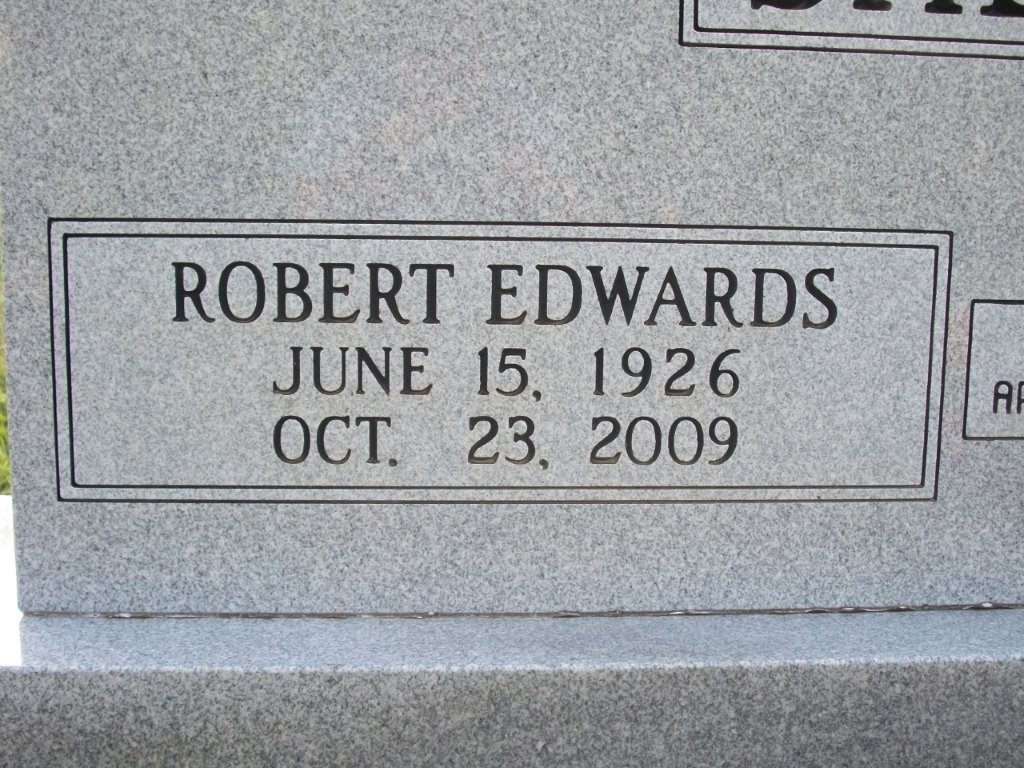 ROBERT EDWARDS
JUNE 15, 1926
OCT. 23, 2009